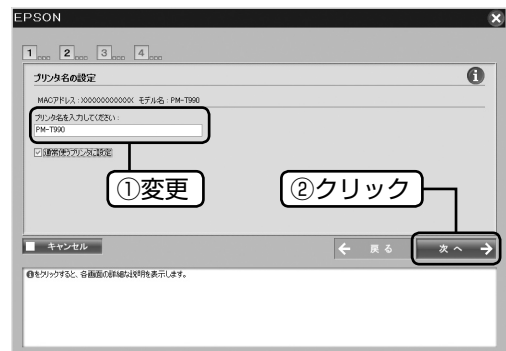 EPSON
1 2 3 4
プリンタ名の設定
MACアドレス:XXXXXXXXXXXX モデル名:PM-T990
プリンタ名を入力してください:
PM-T990
通常使うプリンタに設定
①変更
②クリック
キャンセル
戻る
次へ
をクリックすると、各画面の詳細な説明を表示します。